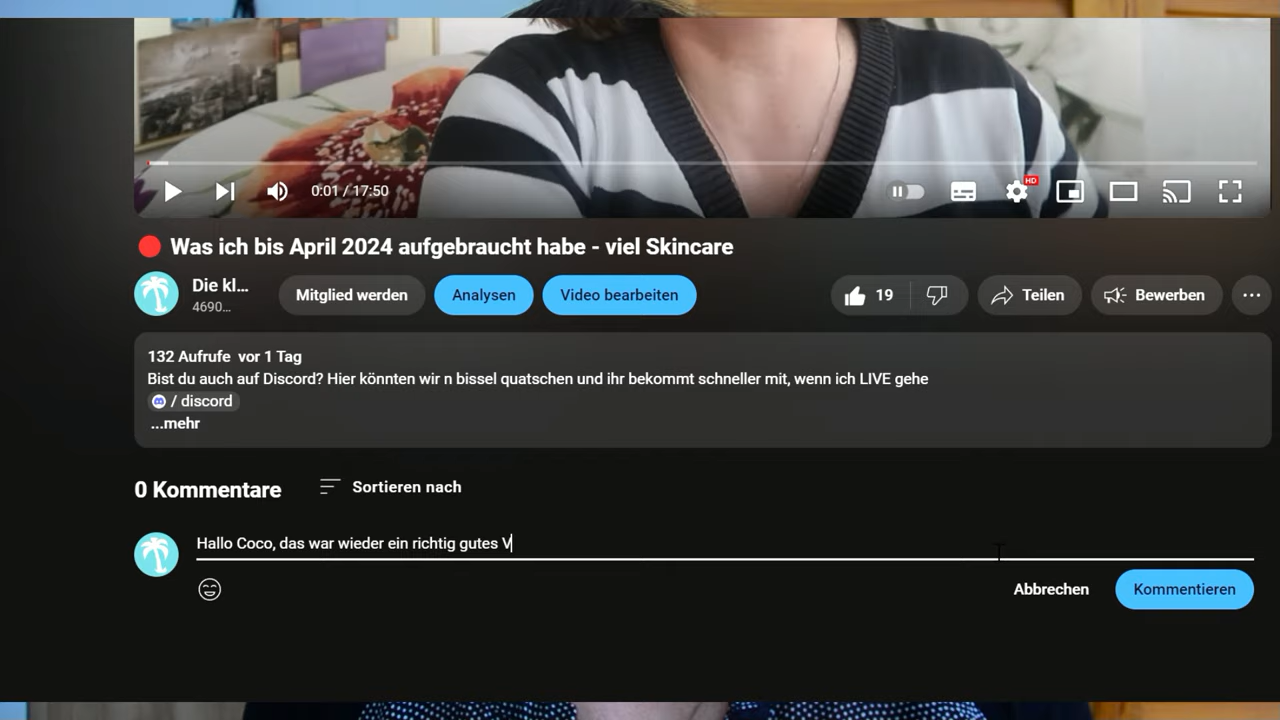 0:01 / 17:50
HD
🔴 Was ich bis April 2024 aufgebraucht habe - viel Skincare
Die kl...
4690...
Mitglied werden
Analysen
Video bearbeiten
19
Teilen
Bewerben
132 Aufrufe vor 1 Tag
Bist du auch auf Discord? Hier könnten wir n bissel quatschen und ihr bekommt schneller mit, wenn ich LIVE gehe
/ discord
...mehr
0 Kommentare
Sortieren nach
Hallo Coco, das war wieder ein richtig gutes V
Abbrechen
Kommentieren